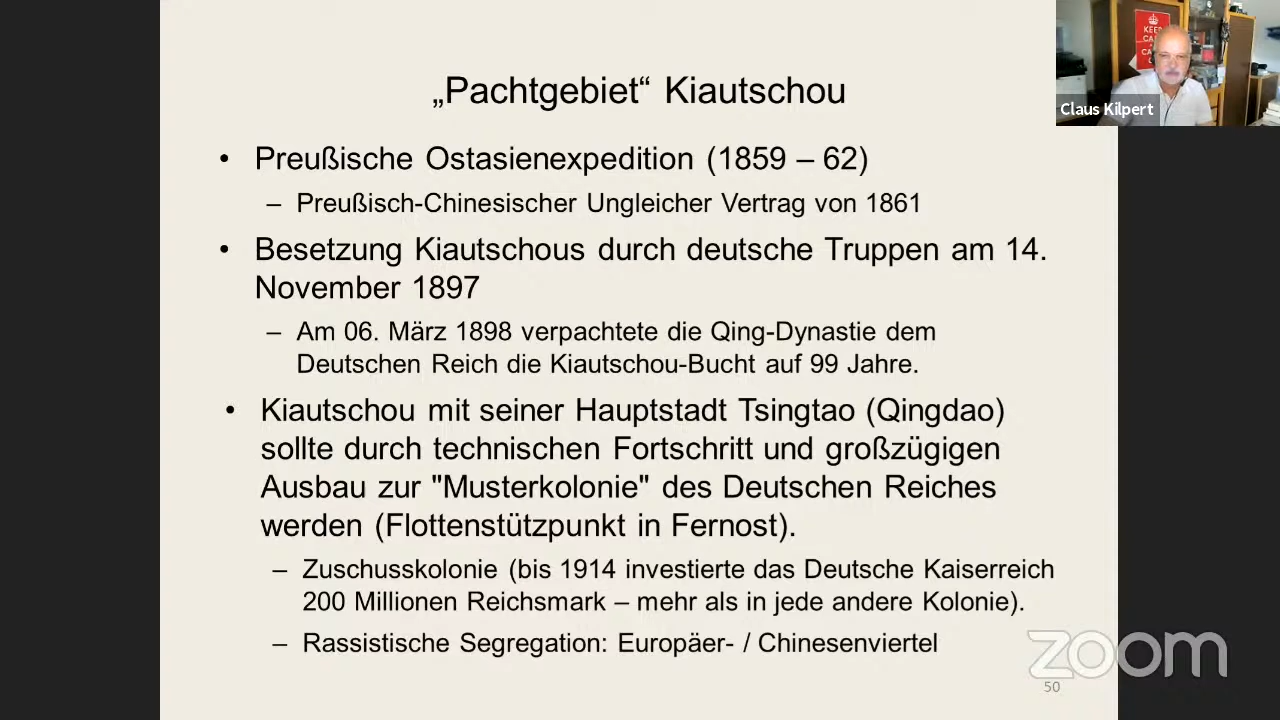 „Pachtgebiet“ Kiautschou
• Preußische Ostasienexpedition (1859 – 62)
– Preußisch-Chinesischer Ungleicher Vertrag von 1861
• Besetzung Kiautschous durch deutsche Truppen am 14.
November 1897
– Am 06. März 1898 verpachtete die Qing-Dynastie dem
Deutschen Reich die Kiautschou-Bucht auf 99 Jahre.
• Kiautschou mit seiner Hauptstadt Tsingtao (Qingdao)
sollte durch technischen Fortschritt und großzügigen
Ausbau zur "Musterkolonie" des Deutschen Reiches
werden (Flottenstützpunkt in Fernost).
– Zuschusskolonie (bis 1914 investierte das Deutsche Kaiserreich
200 Millionen Reichsmark – mehr als in jede andere Kolonie).
– Rassistische Segregation: Europäer- / Chinesenviertel
50
zoom
KEEP
Claus Kilpert